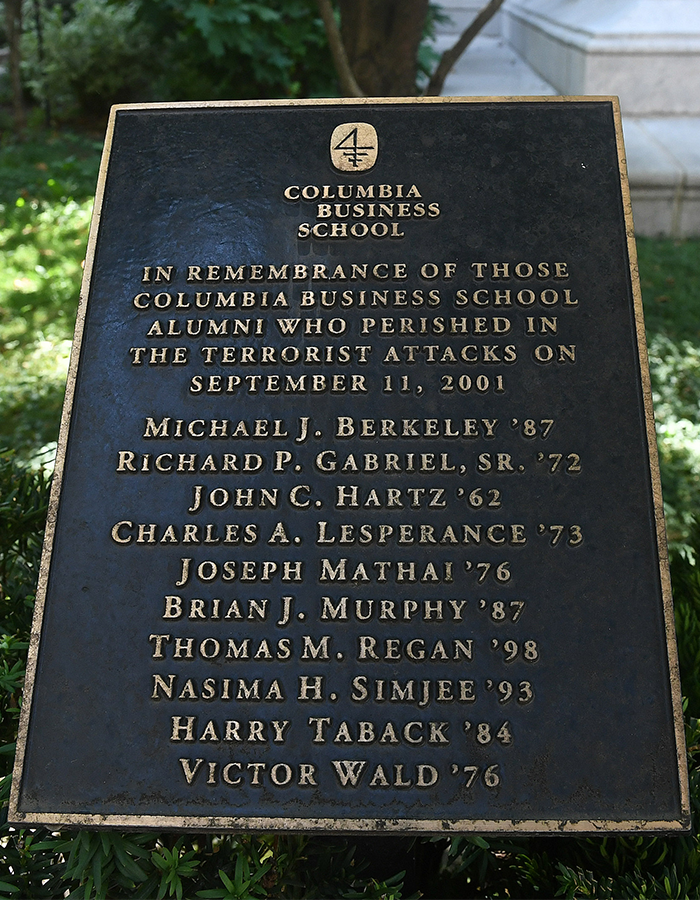 COLUMBIA
BUSINESS
SCHOOL
IN REMEMBRANCE OF THOSE
COLUMBIA BUSINESS SCHOOL
ALUMNI WHO PERISHED IN
THE TERRORIST ATTACKS ON
SEPTEMBER 11, 2001
MICHAEL J. BERKELEY ’87
RICHARD P. GABRIEL, SR. ’72
JOHN C. HARTZ ’62
CHARLES A. LESPERANCE ’73
JOSEPH MATHAI ’76
BRIAN J. MURPHY ’87
THOMAS M. REGAN ’98
NASIMA H. SIMJEE ’93
HARRY TABACK ’84
VICTOR WALD ’76